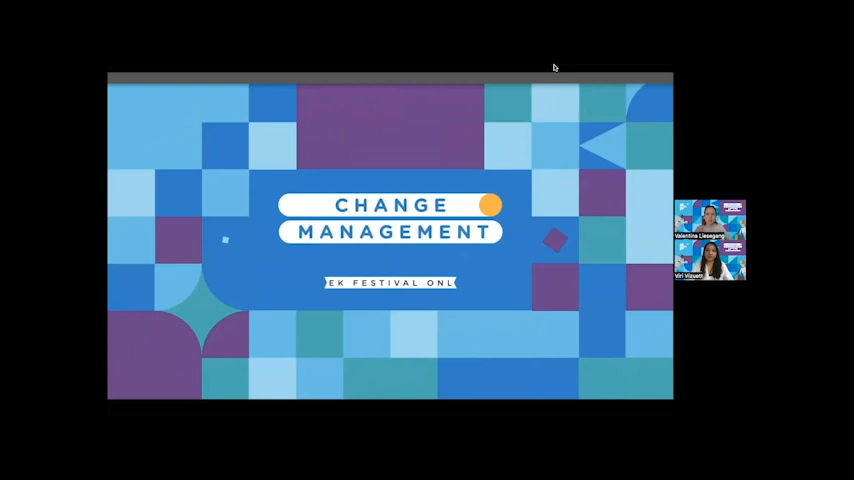 CHANGE
MANAGEMENT
EK FESTIVAL ONL
Valentina Liesegang
Viri Vizuett